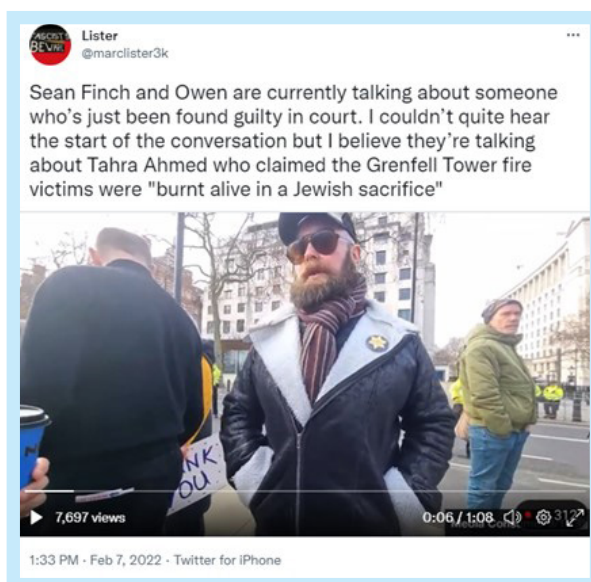 FASCISTS
BEWARE
Lister
@marclister3k
Sean Finch and Owen are currently talking about someone
who's just been found guilty in court. I couldn't quite hear
the start of the conversation but I believe they're talking
about Tahra Ahmed who claimed the Grenfell Tower fire
victims were "burnt alive in a Jewish sacrifice"
NK
OU
7,697 views
0:06 / 1:08
312
1:33 PM · Feb 7, 2022 · Twitter for iPhone